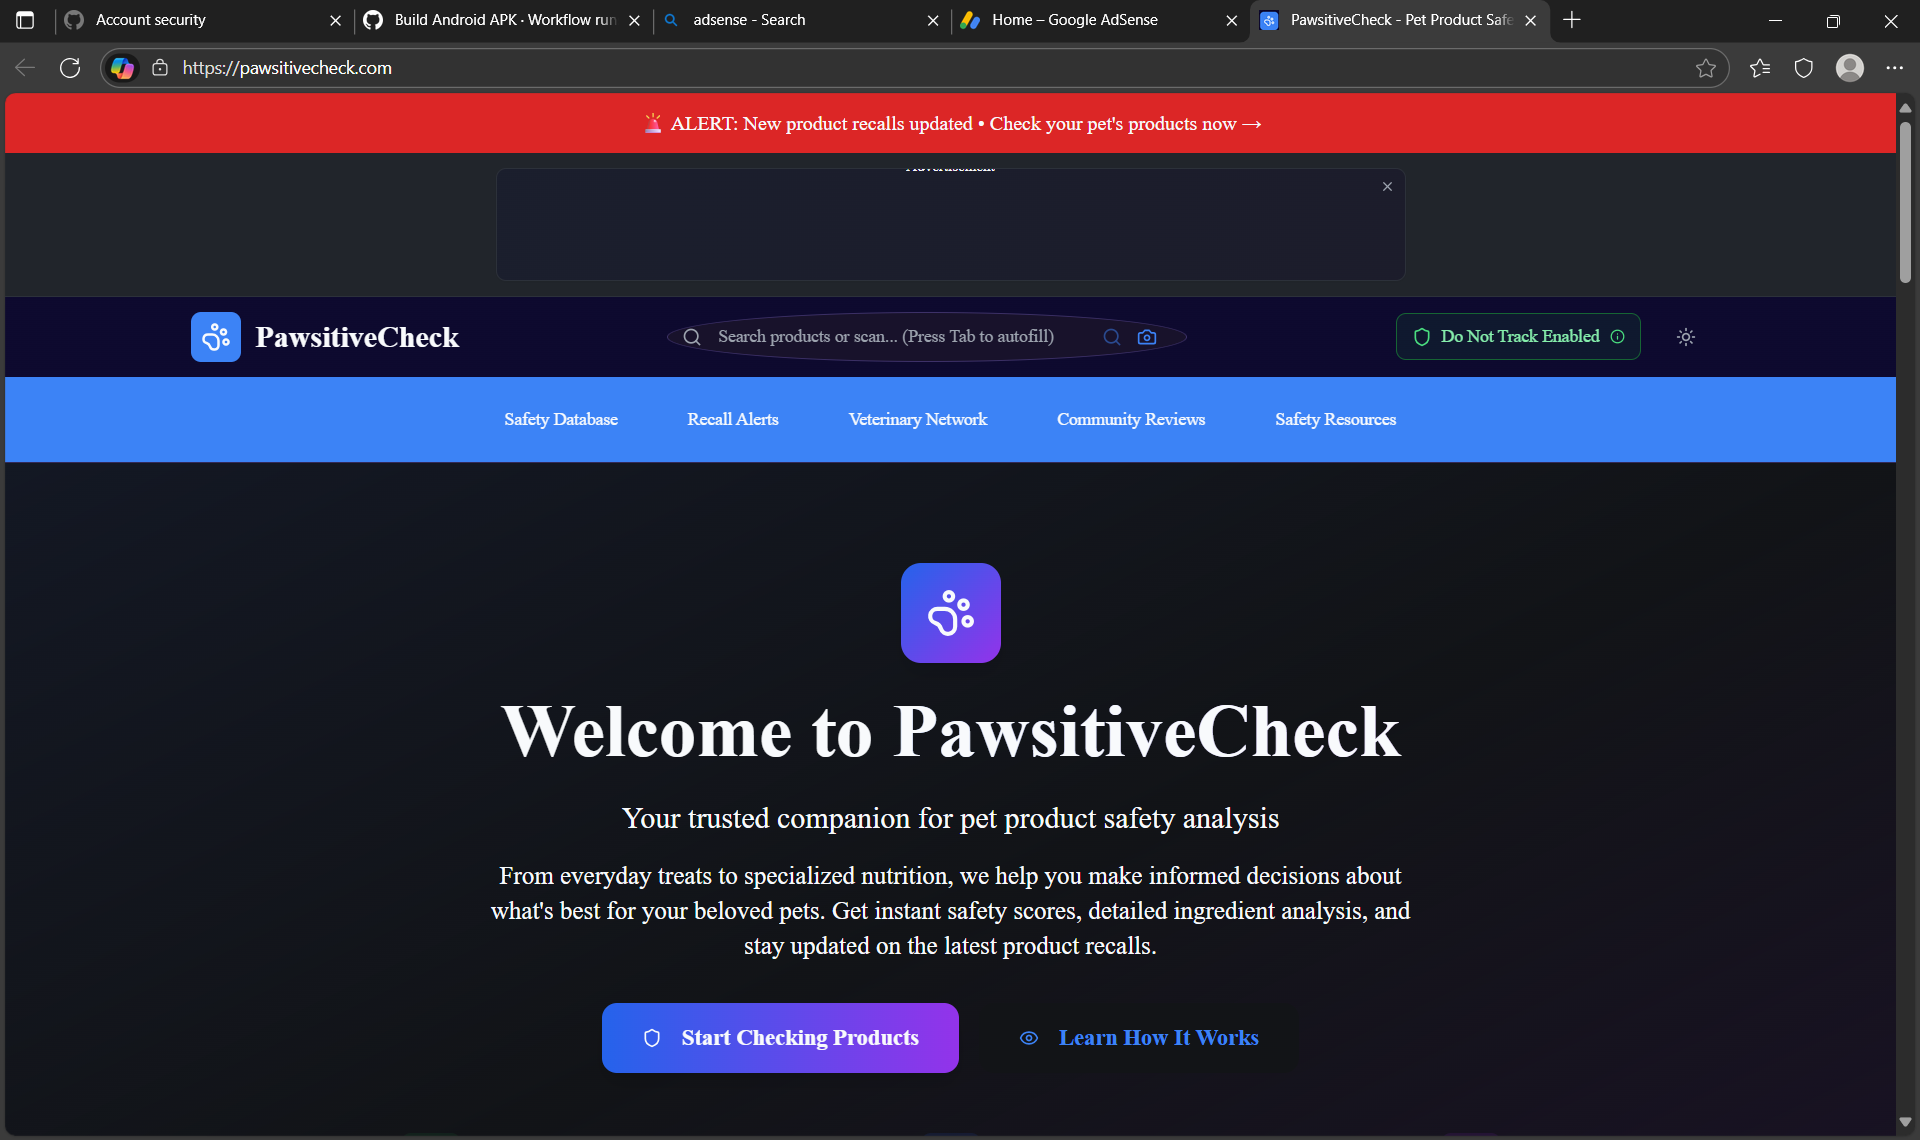 Account security
Build Android APK · Workflow run
adsense - Search
Home – Google AdSense
PawsitiveCheck - Pet Product Safe
https://pawsitivecheck.com
🚨 ALERT: New product recalls updated • Check your pet's products now →
Advertisement
PawsitiveCheck
Search products or scan... (Press Tab to autofill)
Do Not Track Enabled
Safety Database
Recall Alerts
Veterinary Network
Community Reviews
Safety Resources
Welcome to PawsitiveCheck
Your trusted companion for pet product safety analysis
From everyday treats to specialized nutrition, we help you make informed decisions about
what's best for your beloved pets. Get instant safety scores, detailed ingredient analysis, and
stay updated on the latest product recalls.
Start Checking Products
Learn How It Works